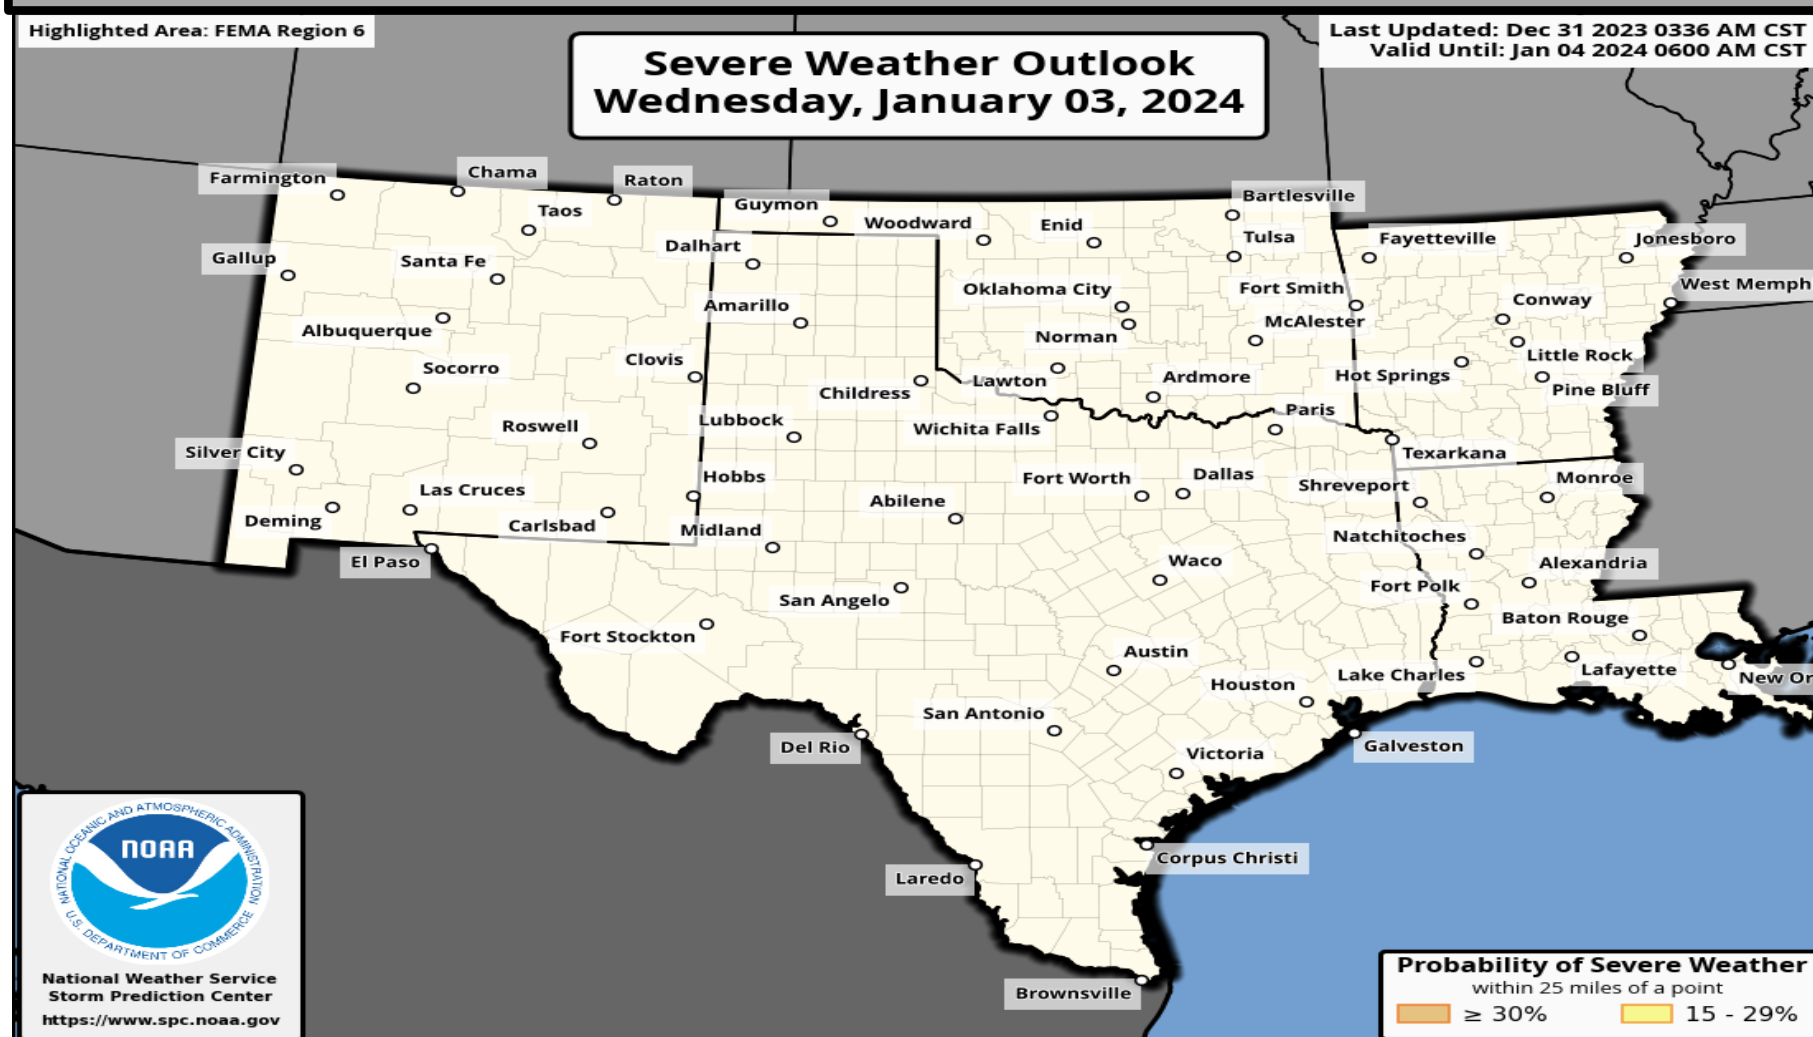 Highlighted Area: FEMA Region 6
Last Updated: Dec 31 2023 0336 AM CST
Valid Until: Jan 04 2024 0600 AM CST
Severe Weather Outlook
Wednesday, January 03, 2024
Farmington
Chama
Raton
Taos
Guymon
Woodward
Enid
Bartlesville
Tulsa
Fayetteville
Jonesboro
Gallup
Santa Fe
Dalhart
Amarillo
Oklahoma City
Fort Smith
Conway
West Memph
Albuquerque
Norman
McAlester
Little Rock
Socorro
Clovis
Childress
Lawton
Ardmore
Hot Springs
Pine Bluff
Roswell
Lubbock
Wichita Falls
Paris
Texarkana
Silver City
Las Cruces
Hobbs
Abilene
Fort Worth
Dallas
Shreveport
Monroe
Deming
Carlsbad
Midland
Natchitoches
El Paso
San Angelo
Waco
Fort Polk
Alexandria
Fort Stockton
Austin
Baton Rouge
Houston
Lake Charles
Lafayette
New Or
San Antonio
Del Rio
Victoria
Galveston
Corpus Christi
Laredo
Brownsville
NATIONAL OCEANIC AND ATMOSPHERIC ADMINISTRATION
NOAA
U.S. DEPARTMENT OF COMMERCE
National Weather Service
Storm Prediction Center
https://www.spc.noaa.gov
Probability of Severe Weather
within 25 miles of a point
≥ 30%
15 - 29%